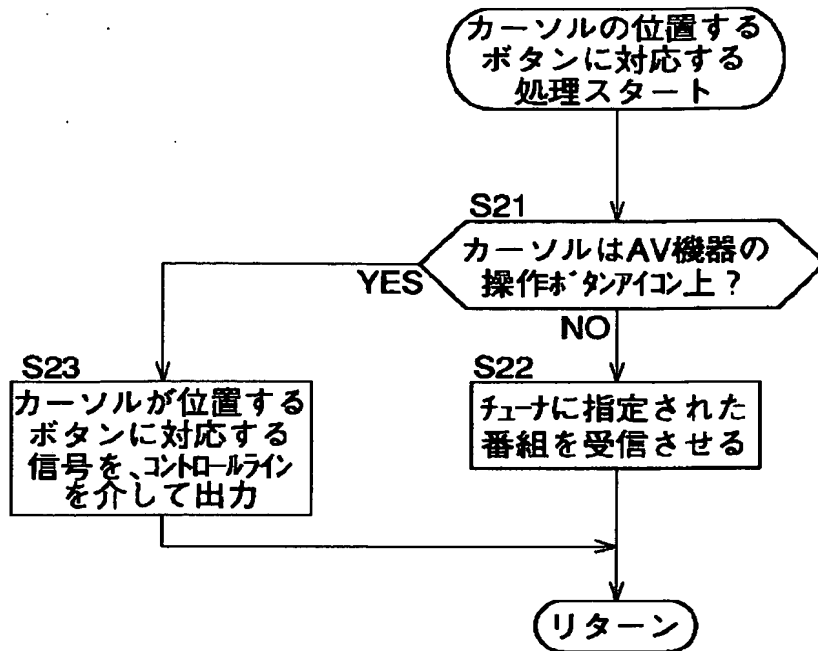 カーソルの位置する
ボタンに対応する
処理スタート
S21
カーソルはAV機器の
操作ボタンアイコン上?
YES
NO
S23
カーソルが位置する
ボタンに対応する
信号を、コントロールライン
を介して出力
S22
チューナに指定された
番組を受信させる
リターン